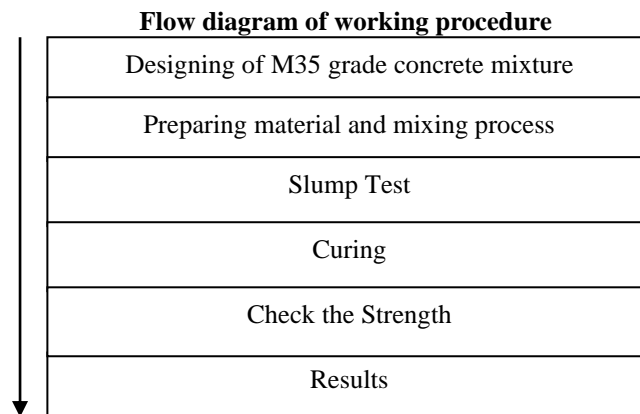 Flow diagram of working procedure
Designing of M35 grade concrete mixture
Preparing material and mixing process
Slump Test
Curing
Check the Strength
Results